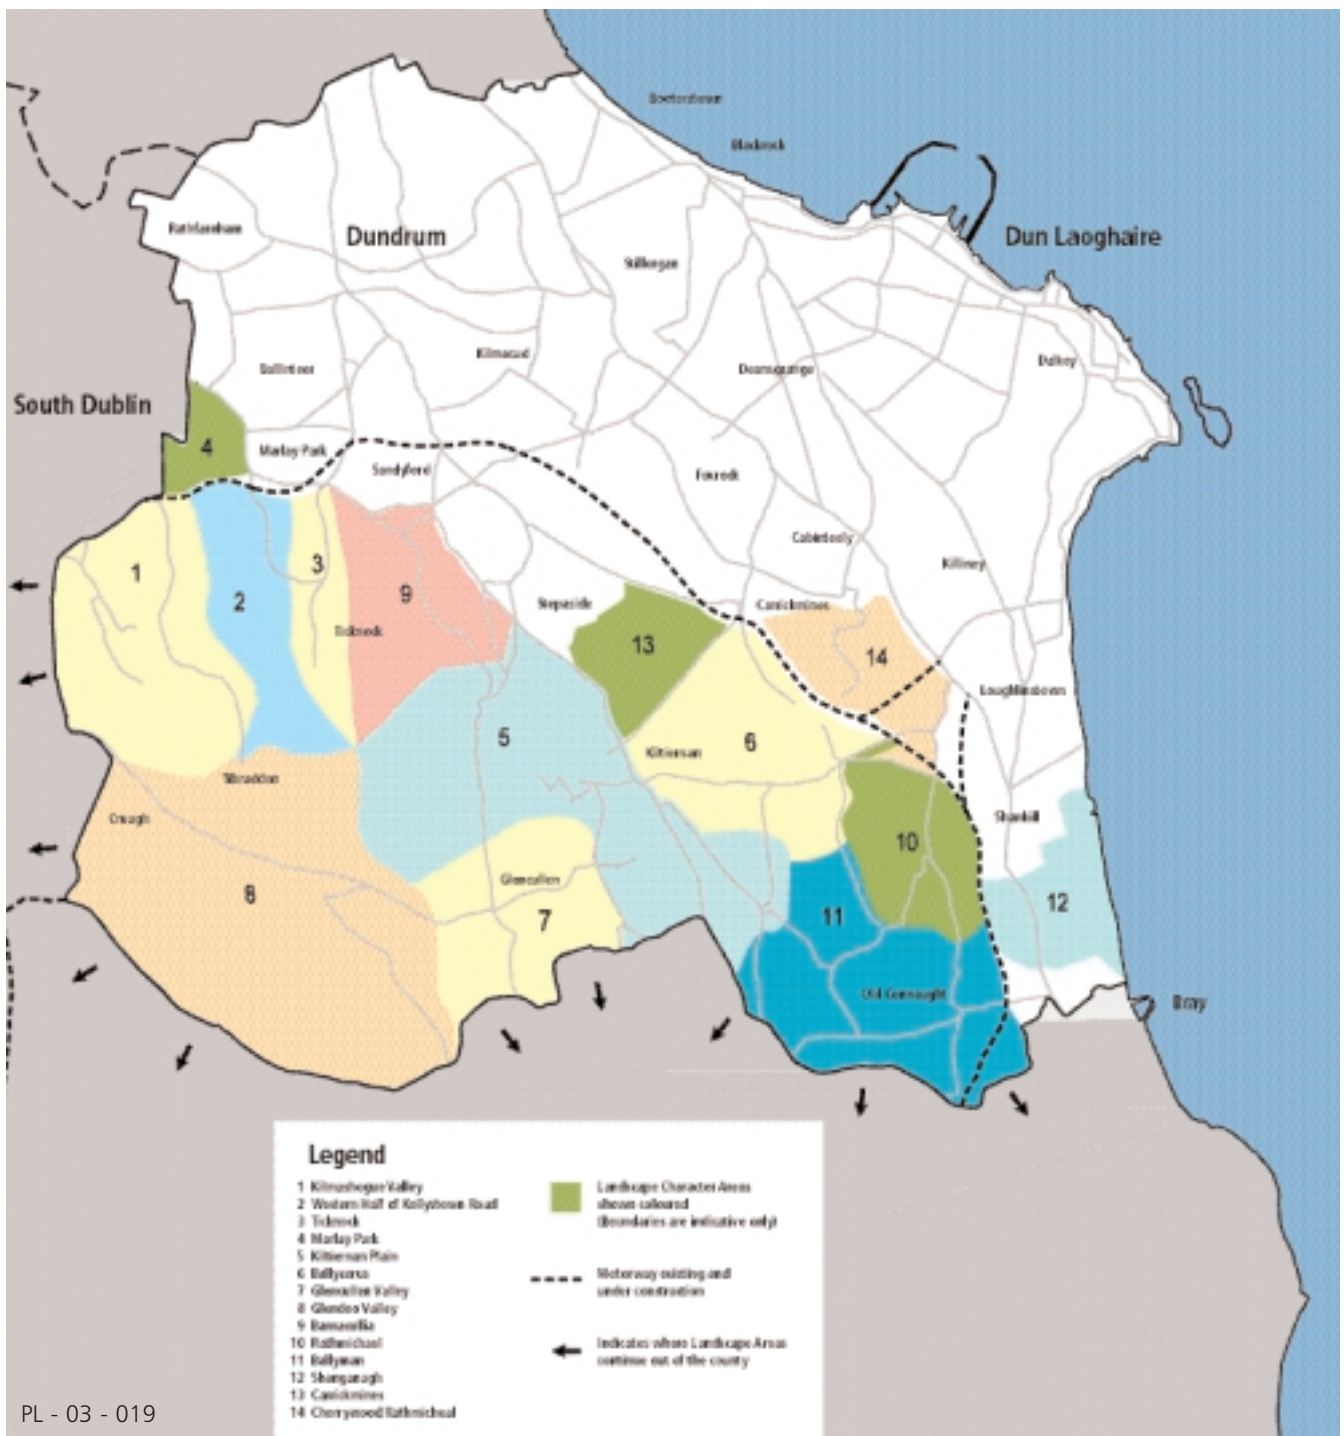 Booterstown
Blackrock
Rathfarnham
Dundrum
Dun Laoghaire
Stillorgan
Ballinteer
Kilmacud
Deansgrange
Dalkey
South Dublin
4
Marlay Park
Sandyford
Foxrock
Cabinteely
Killiney
1
2
3
9
Ticknock
Stepaside
Carrickmines
13
14
Loughlinstown
5
Kiltiernan
6
Tibradden
Cruagh
Shankill
8
Glencullen
7
10
11
12
Old Connaught
Bray
Legend
1 Kilmashogue Valley
2 Western Half of Kellystown Road
3 Ticknock
4 Marlay Park
5 Kiltiernan Plain
6 Ballycorus
7 Glencullen Valley
8 Glendoo Valley
9 Barnacullia
10 Rathmichael
11 Ballyman
12 Shanganagh
13 Carrickmines
14 Cherrywood Rathmicheal
Landscape Character Areas
shown coloured
(Boundaries are indicative only)
Motorway existing and
under construction
Indicates where Landscape Areas
continue out of the county
PL - 03 - 019